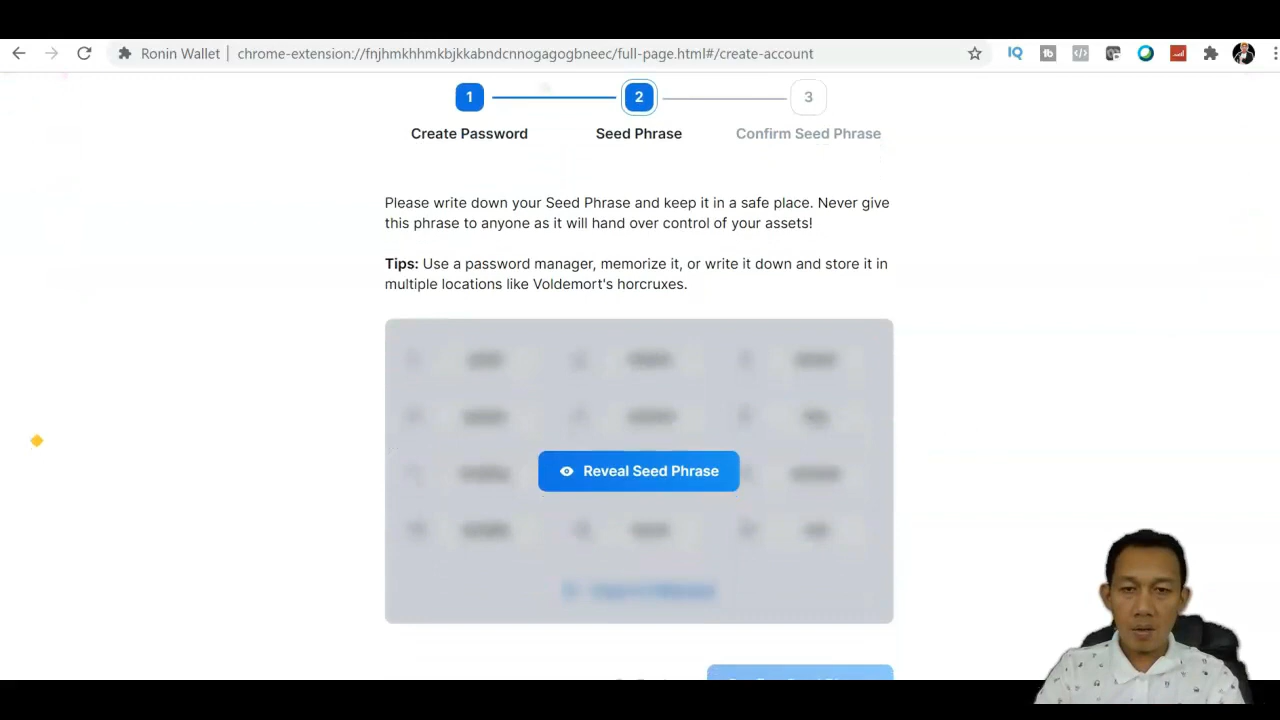 Ronin Wallet | chrome-extension://fnjhmkhhmkbjkkabndcnnogagogbneec/full-page.html#/create-account
1 2 3
Create Password Seed Phrase Confirm Seed Phrase
Please write down your Seed Phrase and keep it in a safe place. Never give
this phrase to anyone as it will hand over control of your assets!
Tips: Use a password manager, memorize it, or write it down and store it in
multiple locations like Voldemort's horcruxes.
Reveal Seed Phrase